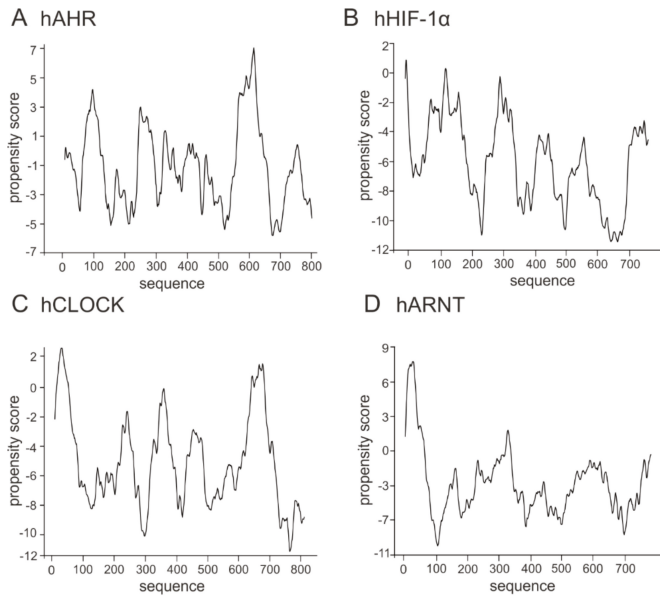 A hAHR
7
5
3
1
-1
-3
-5
-7
propensity score
0 100 200 300 400 500 600 700 800
sequence
B hHIF-1α
2
0
-2
-4
-6
-8
-10
-12
propensity score
0 100 200 300 400 500 600 700
sequence
C hCLOCK
2
0
-2
-4
-6
-8
-10
-12
propensity score
0 100 200 300 400 500 600 700 800
sequence
D hARNT
9
6
3
0
-3
-7
-11
propensity score
0 100 200 300 400 500 600 700
sequence